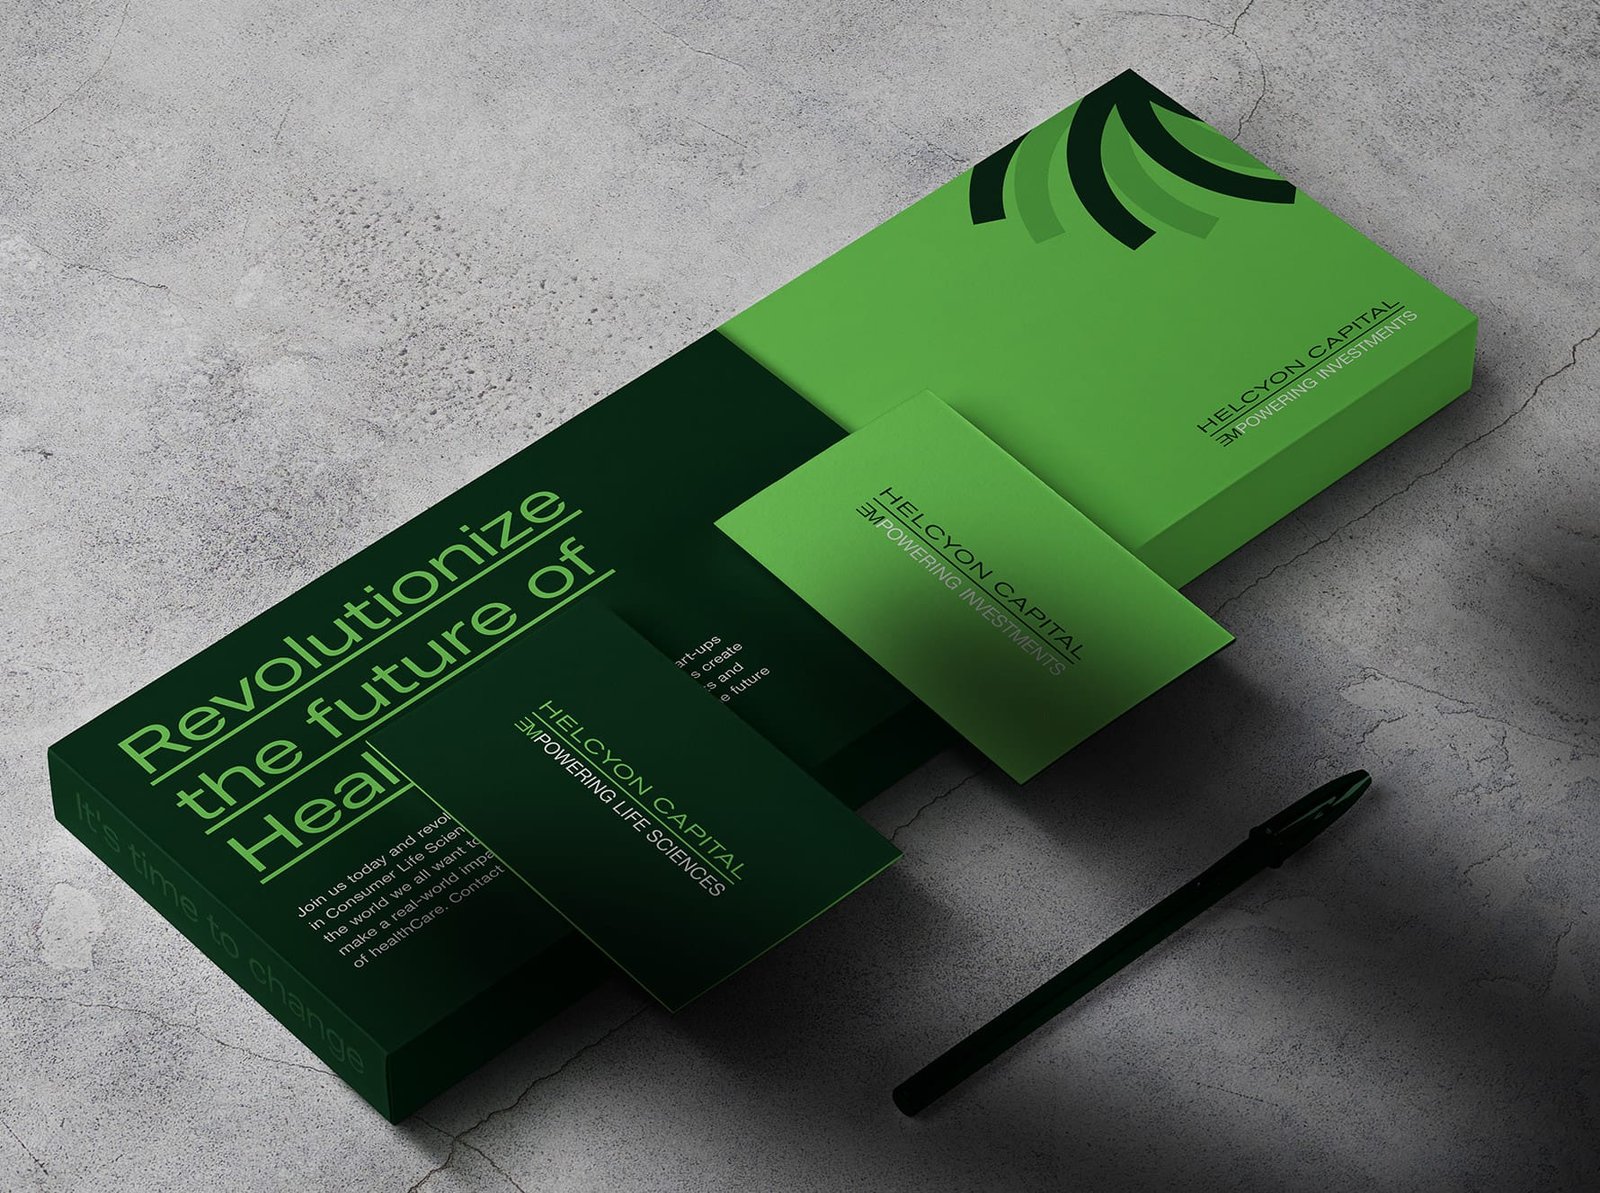 Revolutionize
the future of
Heal
Join us today and revol
in Consumer Life Scien
the world we all want to
make a real-world impa
of healthCare. Contact
art-ups
s create
s and
e future
It's time to change
HELCYON CAPITAL
EMPOWERING LIFE SCIENCES
HELCYON CAPITAL
EMPOWERING INVESTMENTS
HELCYON CAPITAL
EMPOWERING INVESTMENTS